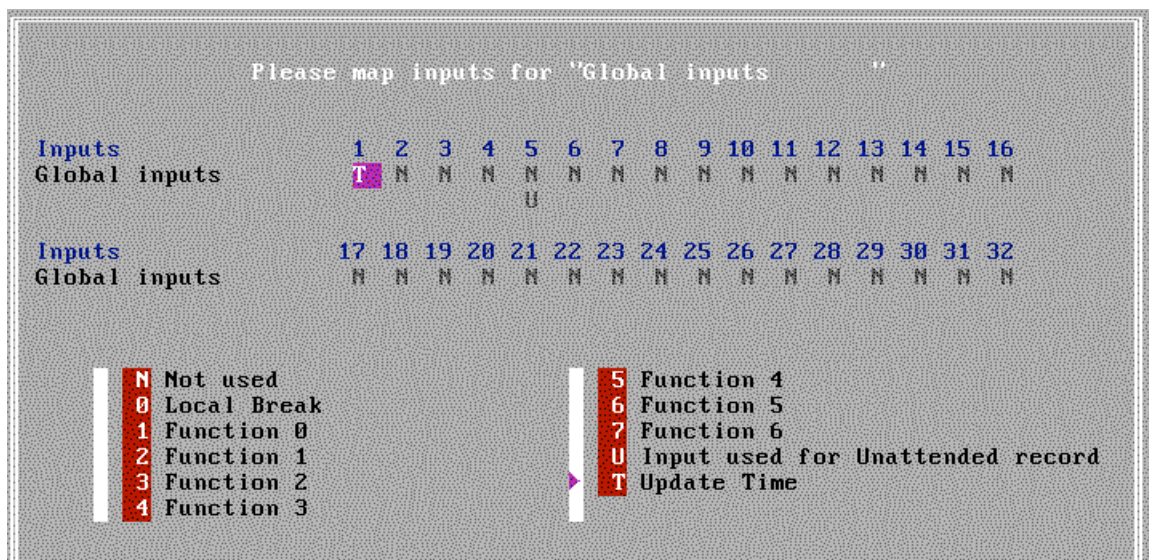 Please map inputs for "Global inputs        "
Inputs 1 2 3 4 5 6 7 8 9 10 11 12 13 14 15 16
Global inputs T N N N N N N N N N N N N N N N
U
Inputs 17 18 19 20 21 22 23 24 25 26 27 28 29 30 31 32
Global inputs N N N N N N N N N N N N N N N N
N Not used
0 Local Break
1 Function 0
2 Function 1
3 Function 2
4 Function 3
5 Function 4
6 Function 5
7 Function 6
U Input used for Unattended record
T Update Time